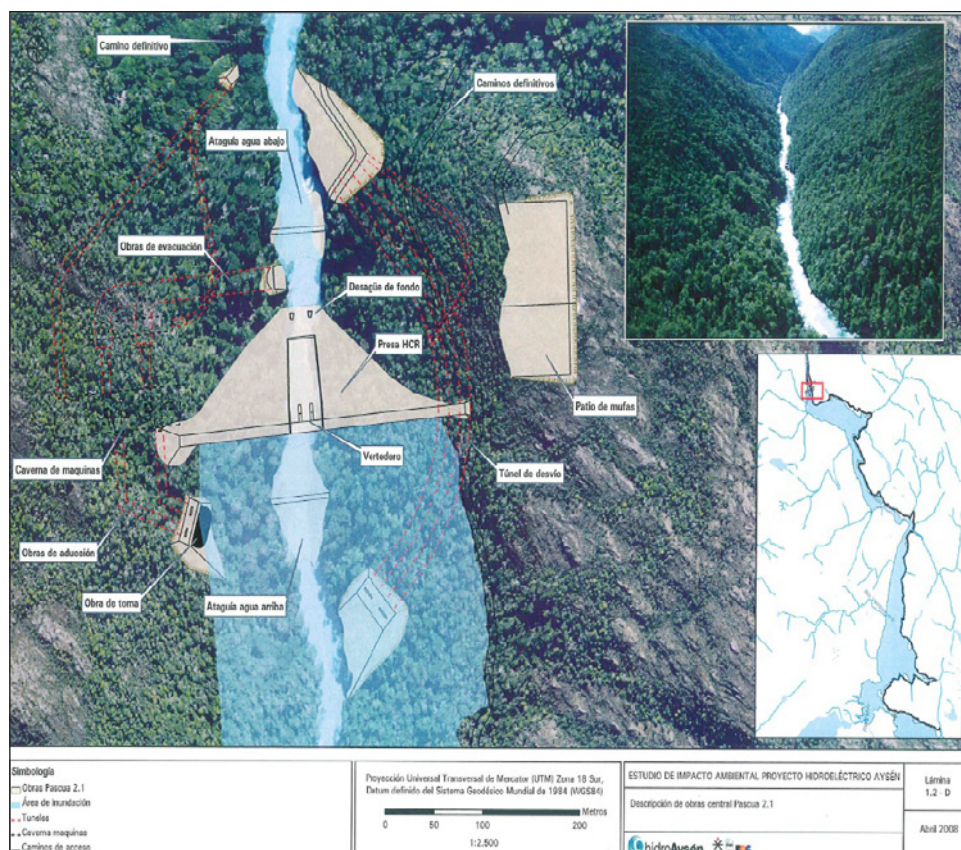 Camino definitivo
Caminos definitivos
Ataguía agua abajo
Obras de evacuación
Desagüe de fondo
Presa HCR
Patio de mufas
Vertedero
Caverna de maquinas
Túnel de desvío
Obras de aducción
Obra de toma
Ataguía agua arriba
Simbología
Obras Pascua 2.1
Área de inundación
Tuneles
Caverna maquinas
Caminos de acceso
Proyección Universal Transversal de Mercator (UTM) Zona 18 Sur,
Datum definido del Sistema Geodésico Mundial de 1984 (WGS84)
Metros
0 50 100 200
1:2.500
ESTUDIO DE IMPACTO AMBIENTAL PROYECTO HIDROELÉCTRICO AYSÉN
Descripción de obras central Pascua 2.1
hidroAysén
Lámina
1.2 - D
Abril 2008